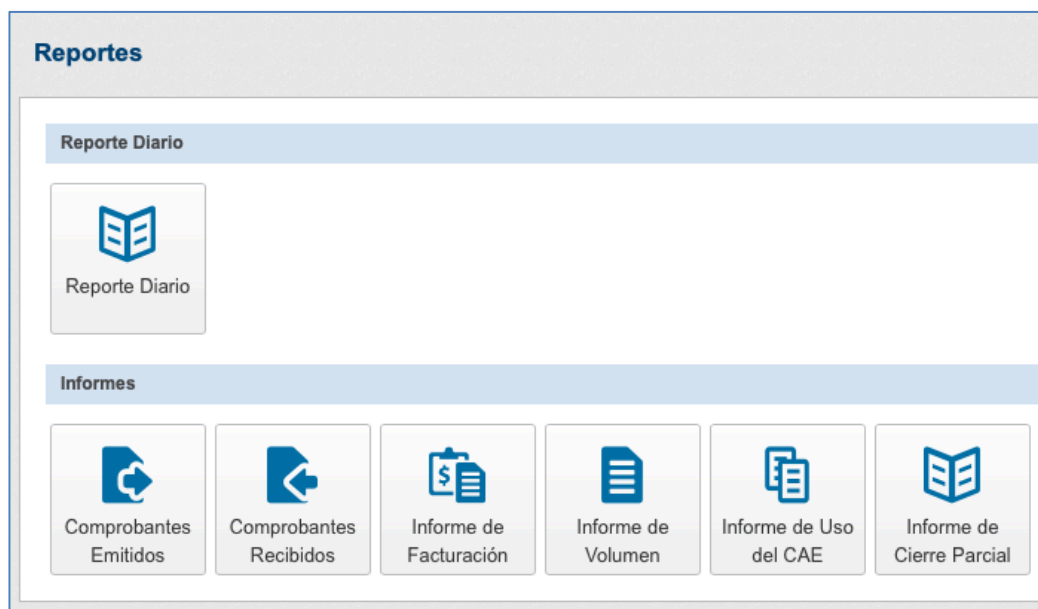 Reportes
Reporte Diario
Reporte Diario
Informes
Comprobantes
Emitidos
Comprobantes
Recibidos
$
Informe de
Facturación
Informe de
Volumen
Informe de Uso
del CAE
Informe de
Cierre Parcial